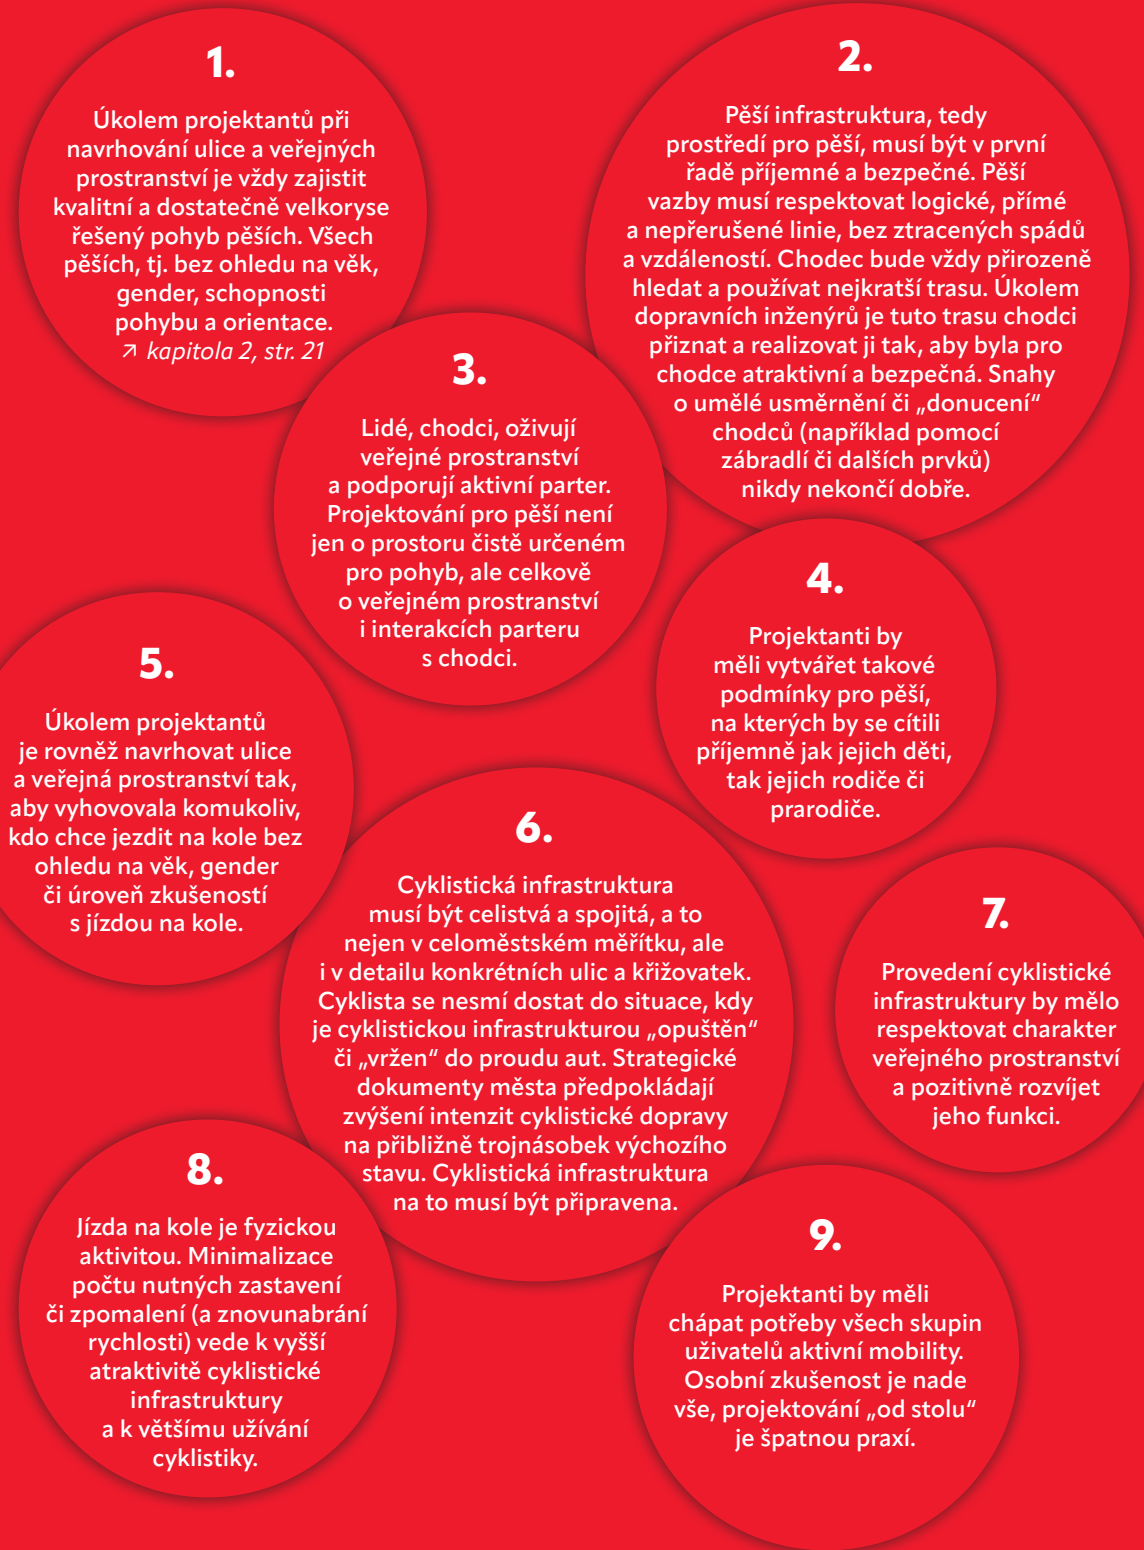 1.
Úkolem projektantů při
navrhování ulice a veřejných
prostranství je vždy zajistit
kvalitní a dostatečně velkoryse
řešený pohyb pěších. Všech
pěších, tj. bez ohledu na věk,
gender, schopnosti
pohybu a orientace.
↗ kapitola 2, str. 21
2.
Pěší infrastruktura, tedy
prostředí pro pěší, musí být v první
řadě příjemné a bezpečné. Pěší
vazby musí respektovat logické, přímé
a nepřerušené linie, bez ztracených spádů
a vzdáleností. Chodec bude vždy přirozeně
hledat a používat nejkratší trasu. Úkolem
dopravních inženýrů je tuto trasu chodci
přiznat a realizovat ji tak, aby byla pro
chodce atraktivní a bezpečná. Snahy
o umělé usměrnění či „donucení“
chodců (například pomocí
zábradlí či dalších prvků)
nikdy nekončí dobře.
3.
Lidé, chodci, oživují
veřejné prostranství
a podporují aktivní parter.
Projektování pro pěší není
jen o prostoru čistě určeném
pro pohyb, ale celkově
o veřejném prostranství
i interakcích parteru
s chodci.
4.
Projektanti by
měli vytvářet takové
podmínky pro pěší,
na kterých by se cítili
příjemně jak jejich děti,
tak jejich rodiče či
prarodiče.
5.
Úkolem projektantů
je rovněž navrhovat ulice
a veřejná prostranství tak,
aby vyhovovala komukoliv,
kdo chce jezdit na kole bez
ohledu na věk, gender
či úroveň zkušeností
s jízdou na kole.
6.
Cyklistická infrastruktura
musí být celistvá a spojitá, a to
nejen v celoměstském měřítku, ale
i v detailu konkrétních ulic a křižovatek.
Cyklista se nesmí dostat do situace, kdy
je cyklistickou infrastrukturou „opuštěn“
či „vržen“ do proudu aut. Strategické
dokumenty města předpokládají
zvýšení intenzit cyklistické dopravy
na přibližně trojnásobek výchozího
stavu. Cyklistická infrastruktura
na to musí být připravena.
7.
Provedení cyklistické
infrastruktury by mělo
respektovat charakter
veřejného prostranství
a pozitivně rozvíjet
jeho funkci.
8.
Jízda na kole je fyzickou
aktivitou. Minimalizace
počtu nutných zastavení
či zpomalení (a znovunabrání
rychlosti) vede k vyšší
atraktivitě cyklistické
infrastruktury
a k většímu užívání
cyklistiky.
9.
Projektanti by měli
chápat potřeby všech skupin
uživatelů aktivní mobility.
Osobní zkušenost je nade
vše, projektování „od stolu“
je špatnou praxí.